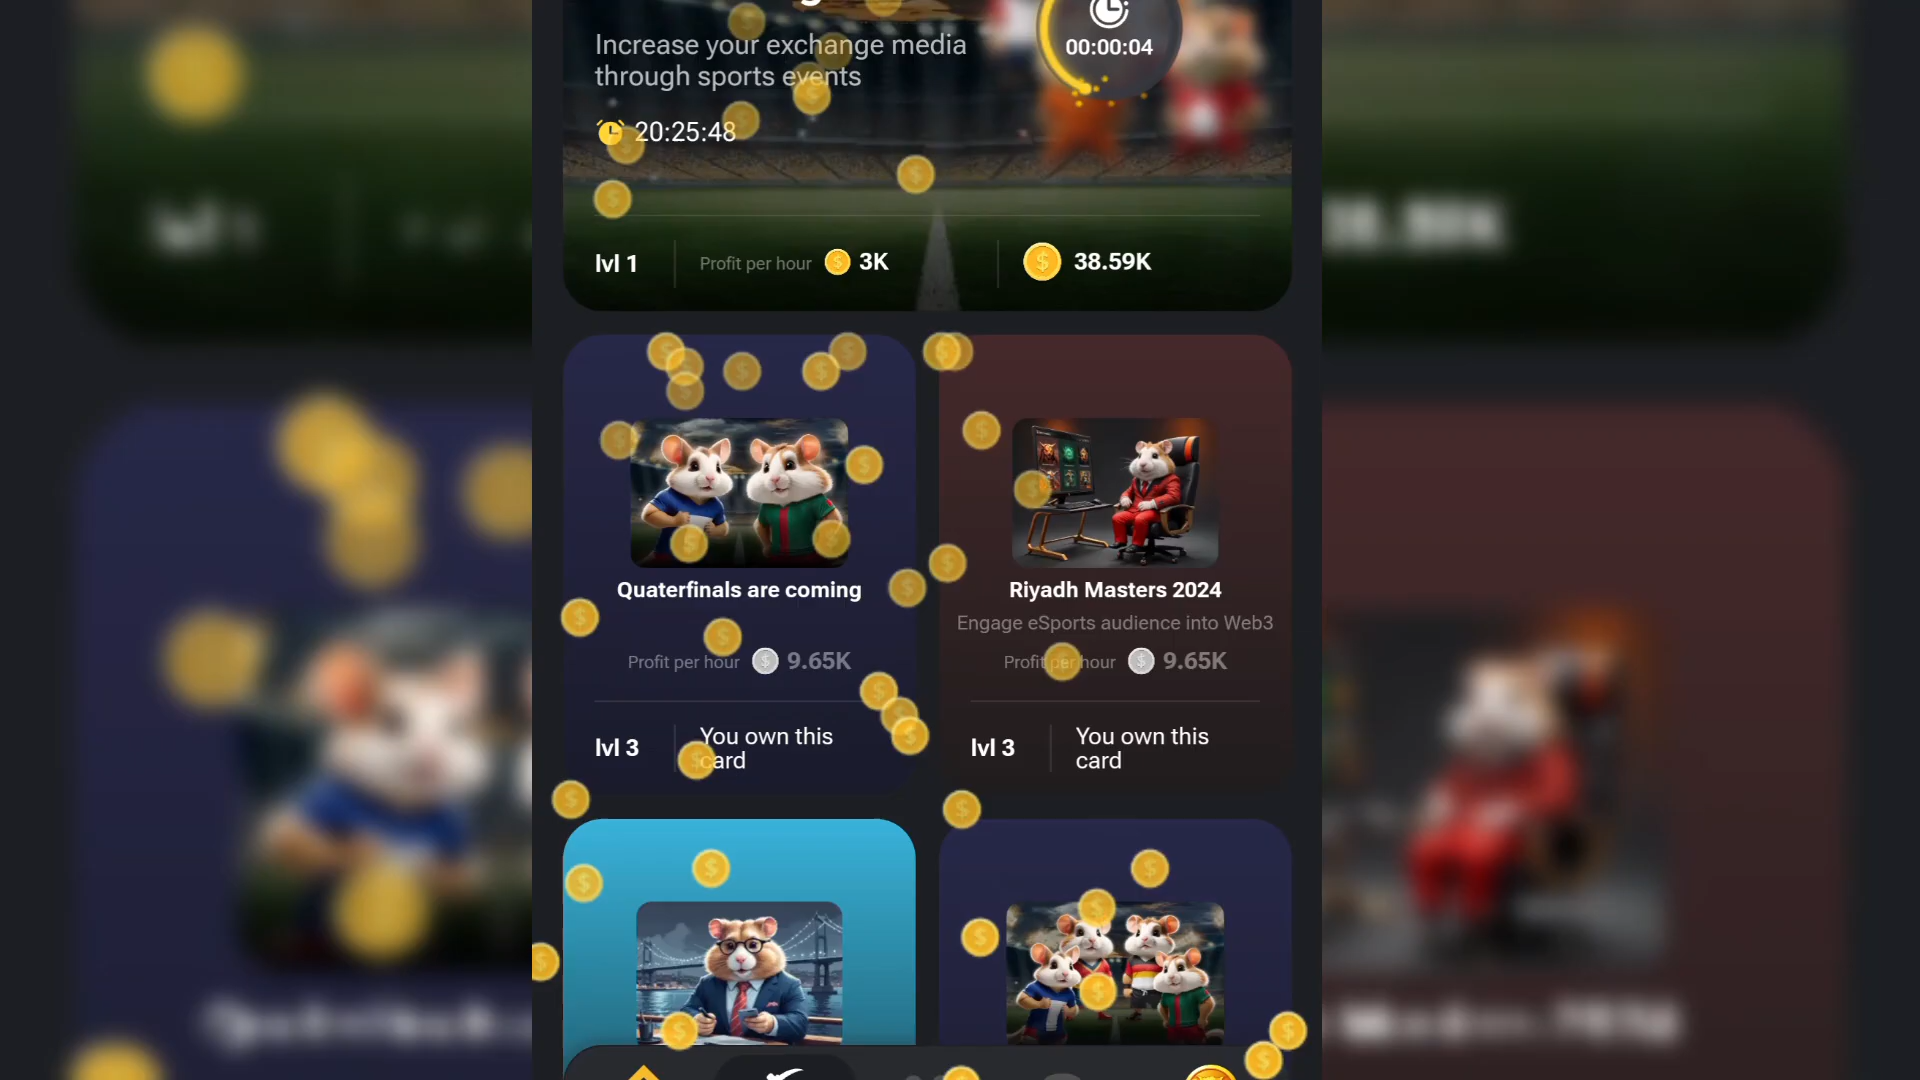 Increase your exchange media
through sports events
00:00:04
20:25:48
lvl 1
Profit per hour
3K
38.59K
Quaterfinals are coming
Profit per hour
9.65K
lvl 3
You own this
card
Riyadh Masters 2024
Engage eSports audience into Web3
Profit per hour
9.65K
lvl 3
You own this
card